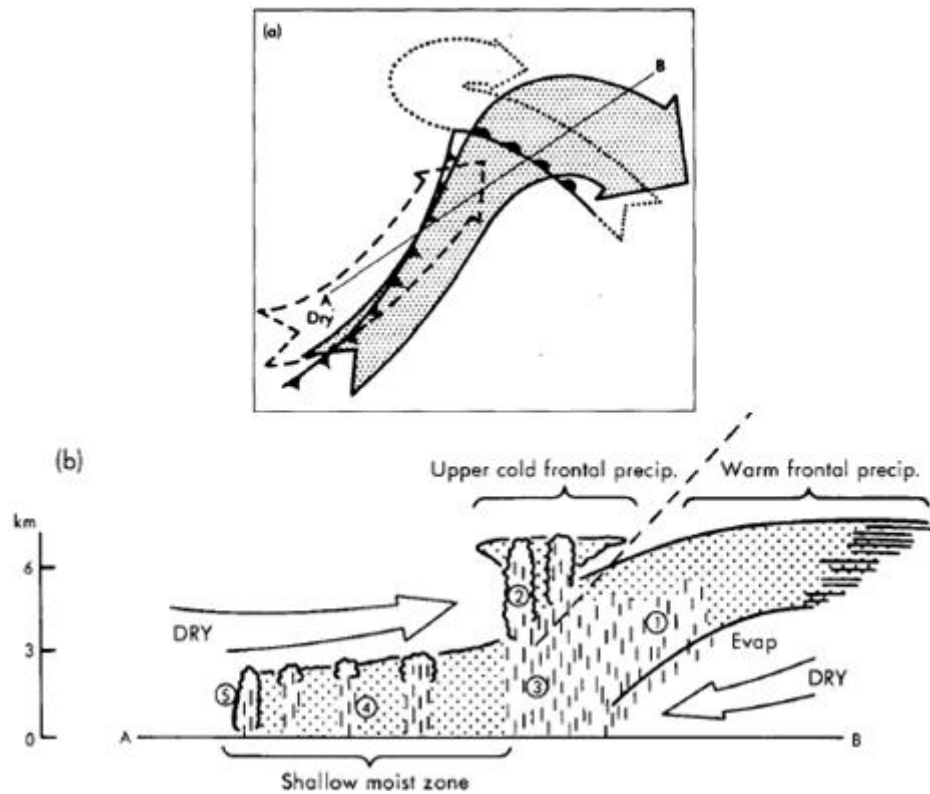 (a)
B
A
Dry
(b)
Upper cold frontal precip.
Warm frontal precip.
km
6
3
0
DRY
2
1
Evap
DRY
5
4
3
A
B
Shallow moist zone